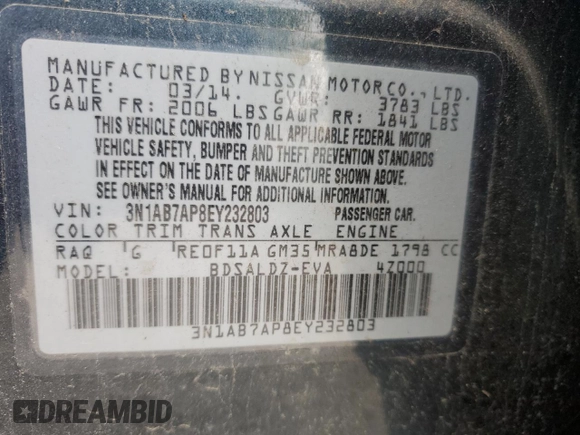 MANUFACTURED BY NISSAN MOTOR CO., LTD.
DATE: 03/14. GVWR: 3783 LBS
GAWR FR: 2006 LBS GAWR RR: 1841 LBS
THIS VEHICLE CONFORMS TO ALL APPLICABLE FEDERAL MOTOR
VEHICLE SAFETY, BUMPER AND THEFT PREVENTION STANDARDS
IN EFFECT ON THE DATE OF MANUFACTURE SHOWN ABOVE.
SEE OWNER'S MANUAL FOR ADDITIONAL INFORMATION.
VIN: 3N1AB7AP8EY232803 PASSENGER CAR.
COLOR TRIM TRANS AXLE ENGINE
RAQ G RE0F11A GM35 MRA8DE 1798 CC
BDSALDZ-EVA 4Z000
3N1AB7AP8EY232803
DREAMBID